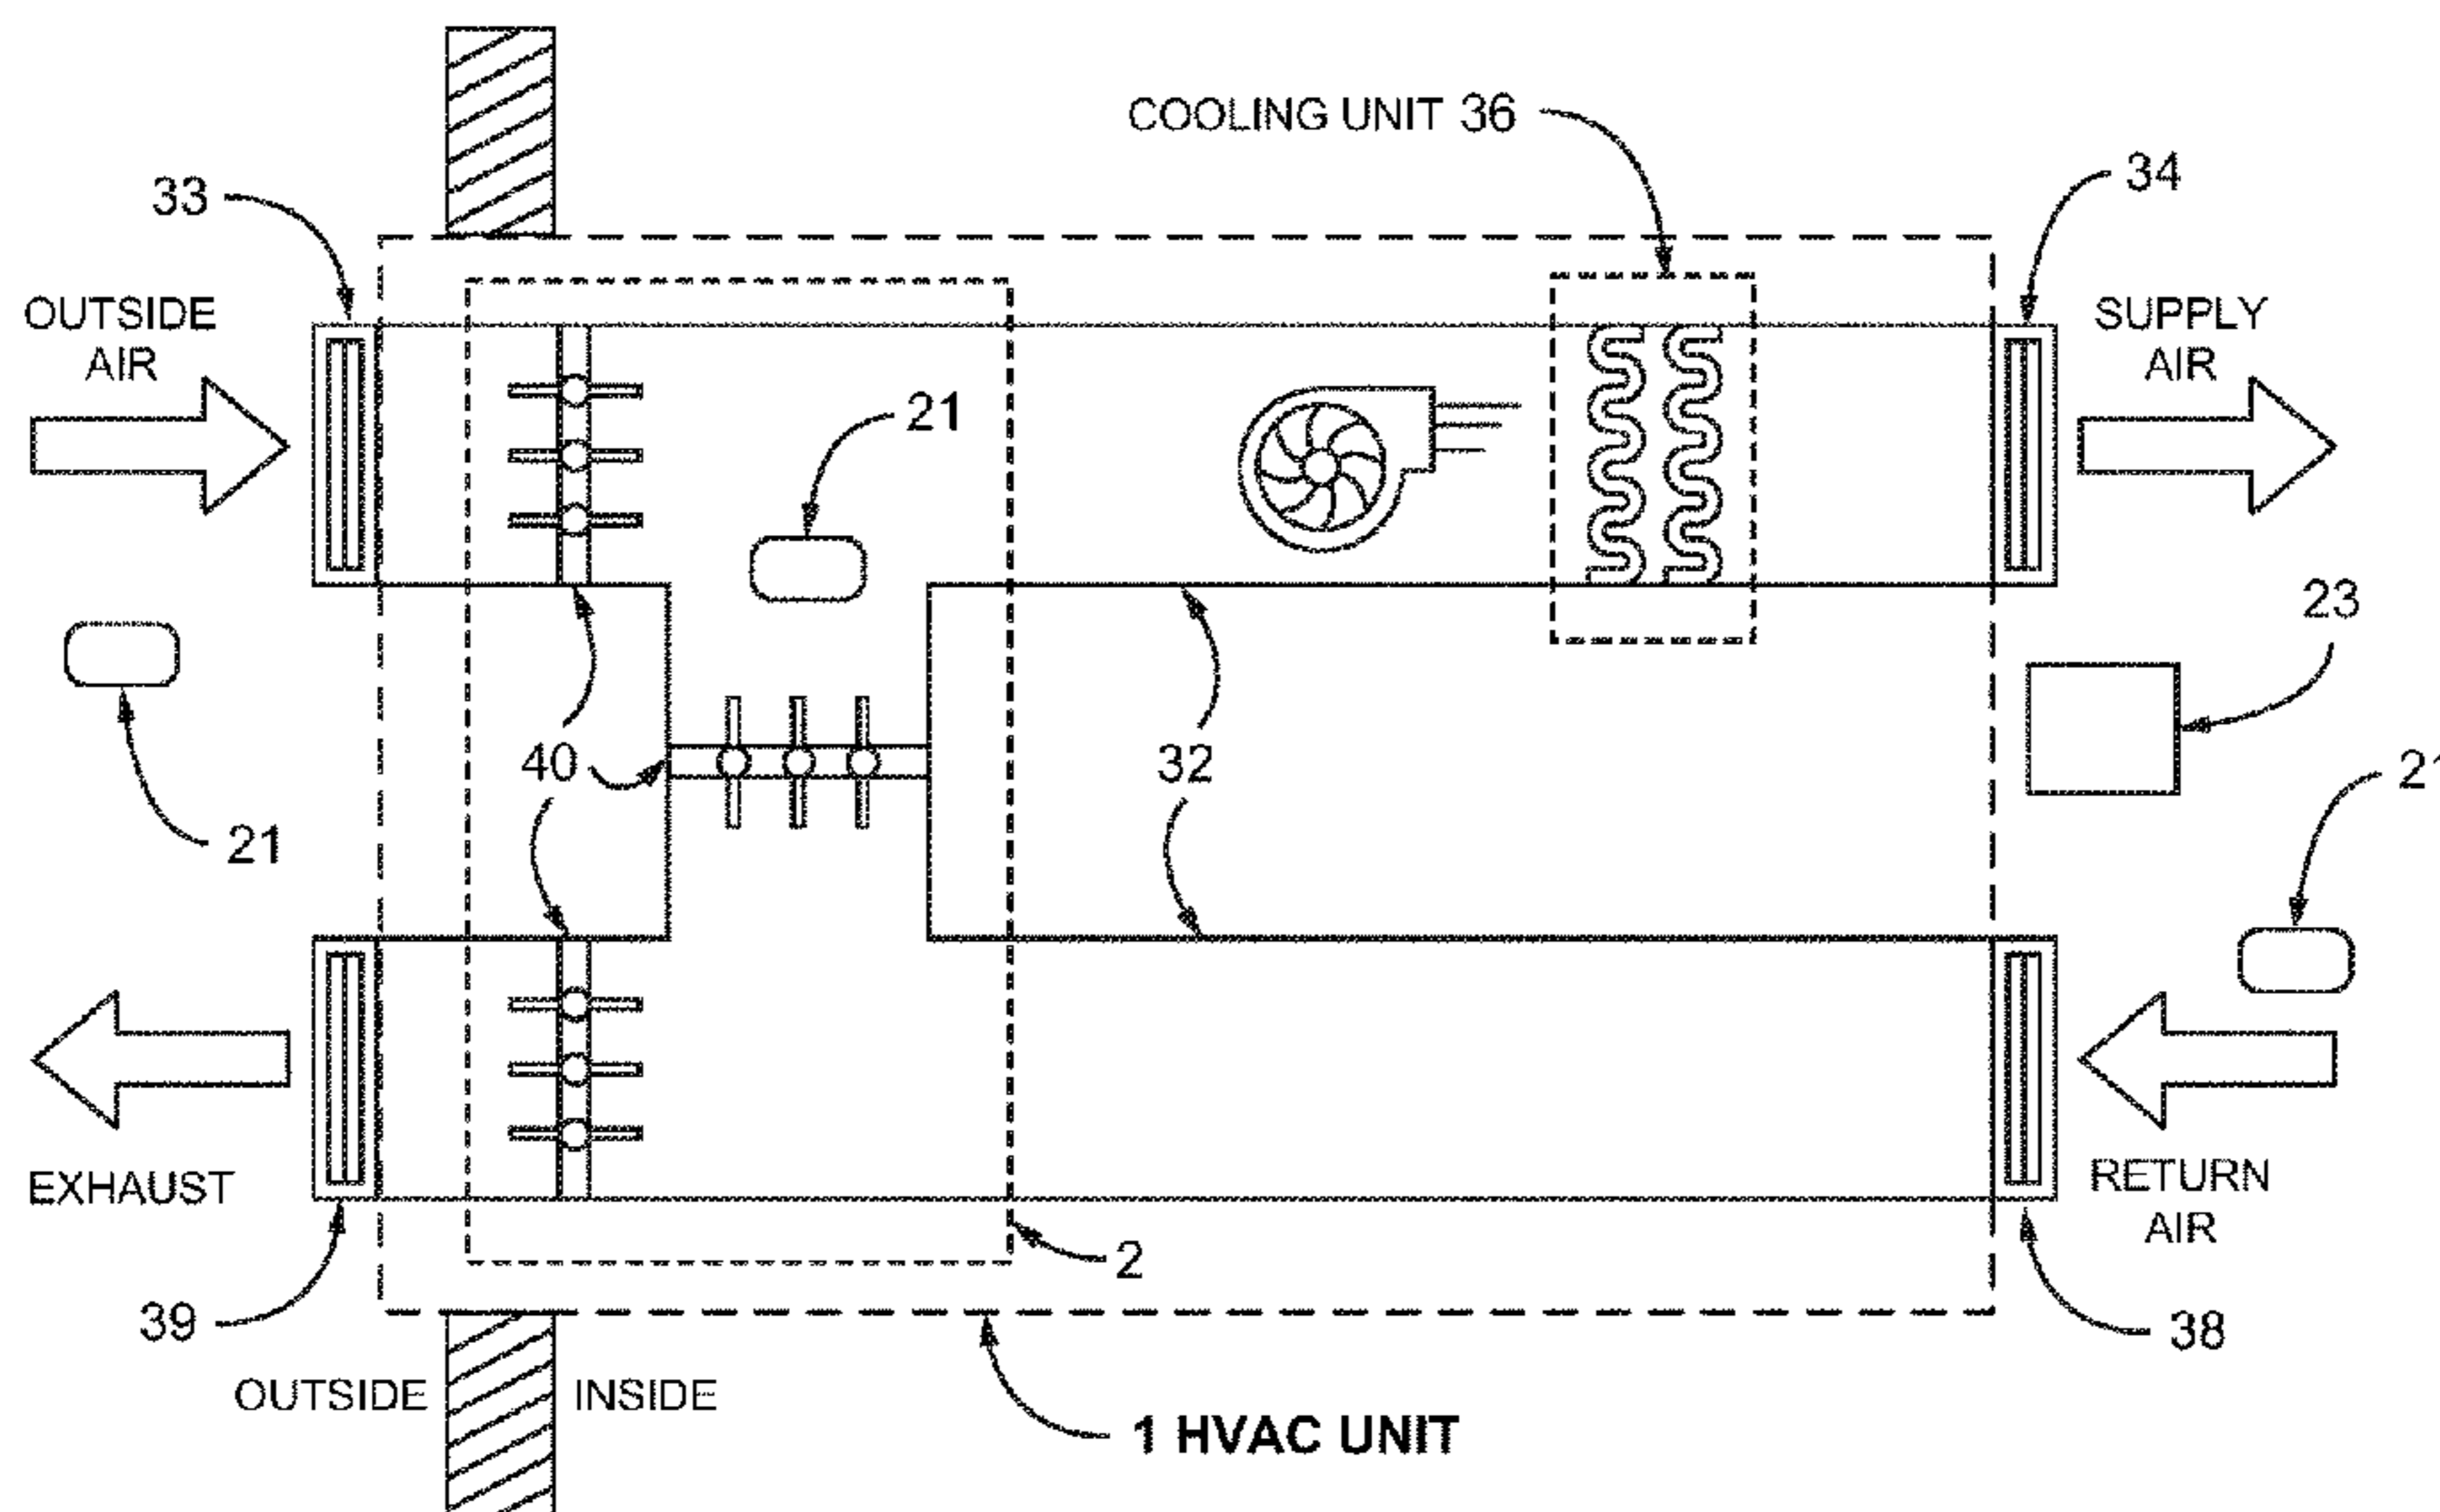 COOLING UNIT 36
33
34
OUTSIDE
AIR
SUPPLY
AIR
21
23
40
32
21
21
EXHAUST
RETURN
AIR
2
39
38
OUTSIDE
INSIDE
1 HVAC UNIT